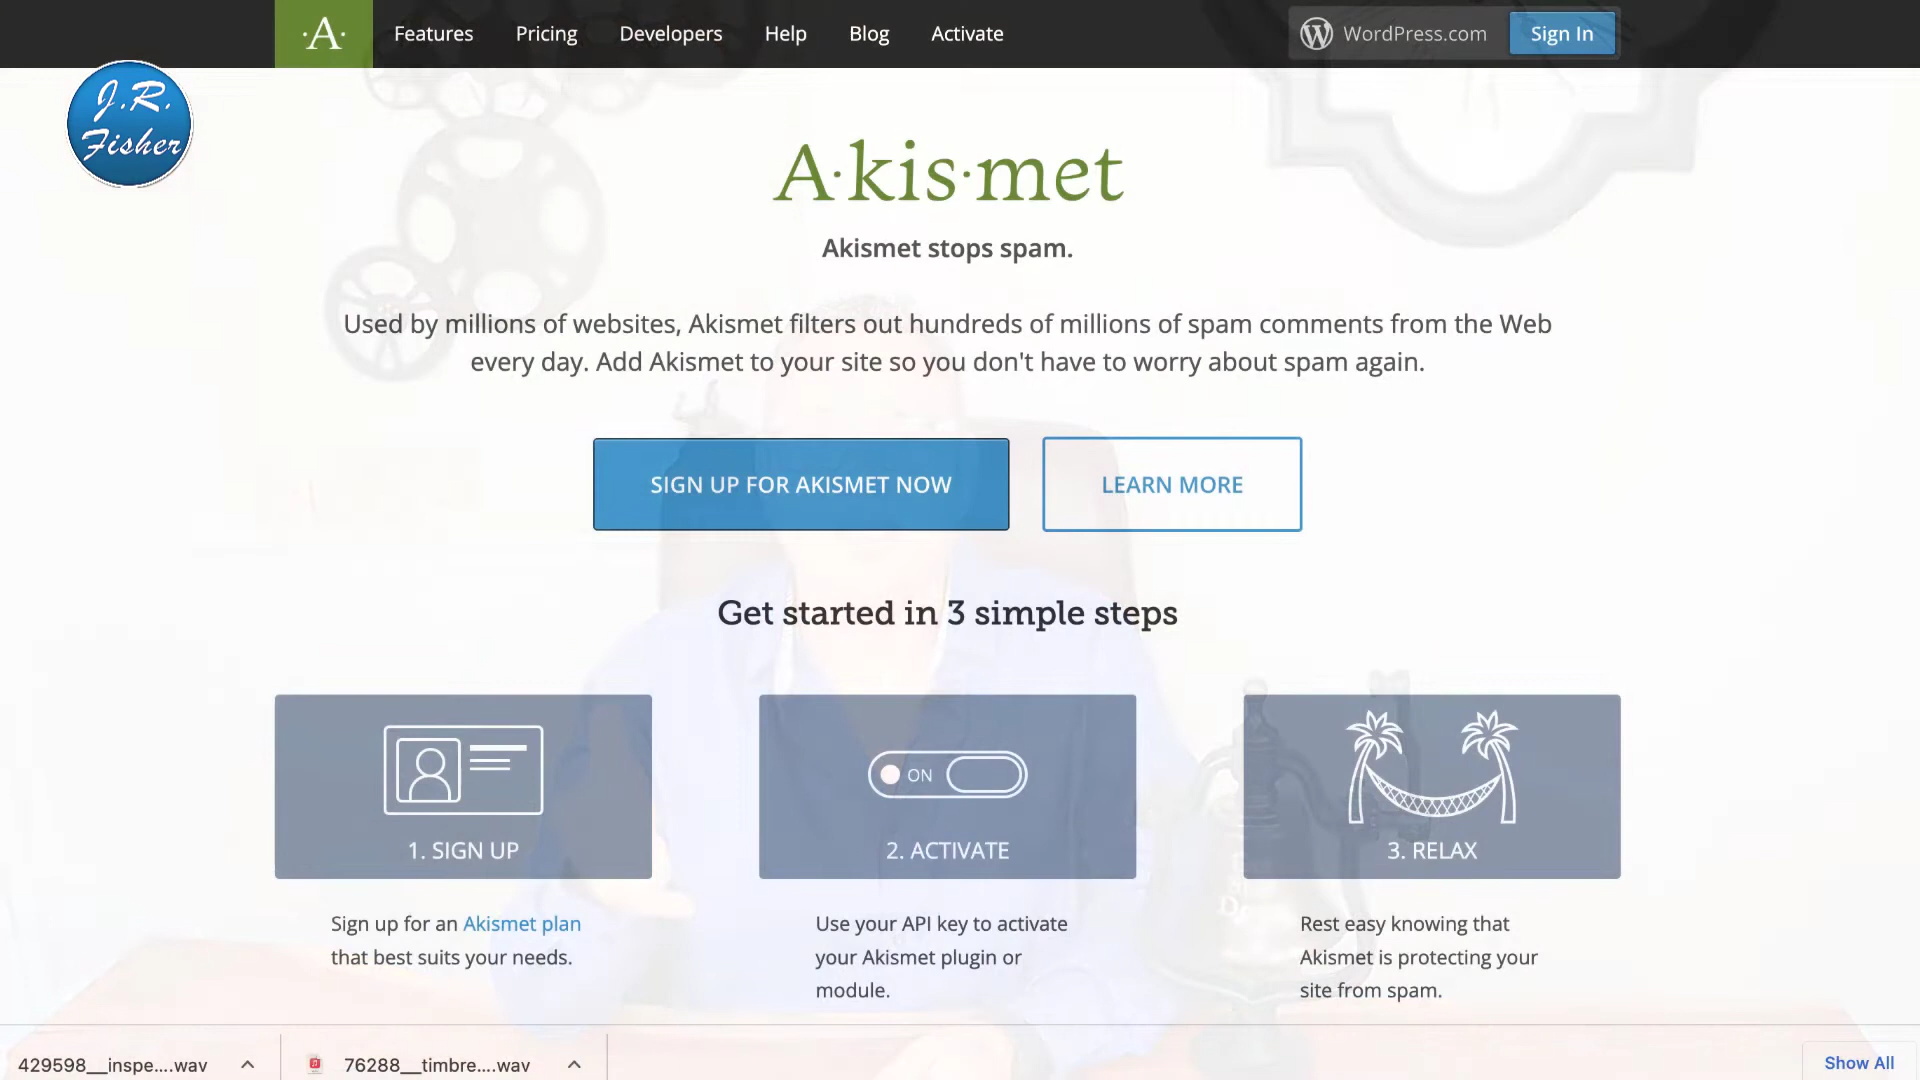 ·A·
Features
Pricing
Developers
Help
Blog
Activate
WordPress.com
Sign In
J.R.
Fisher
A·kis·met
Akismet stops spam.
Used by millions of websites, Akismet filters out hundreds of millions of spam comments from the Web
every day. Add Akismet to your site so you don't have to worry about spam again.
SIGN UP FOR AKISMET NOW
LEARN MORE
Get started in 3 simple steps
ON
1. SIGN UP
2. ACTIVATE
3. RELAX
Sign up for an Akismet plan
that best suits your needs.
Use your API key to activate
your Akismet plugin or
module.
Rest easy knowing that
Akismet is protecting your
site from spam.
429598__inspe....wav
76288__timbre....wav
Show All